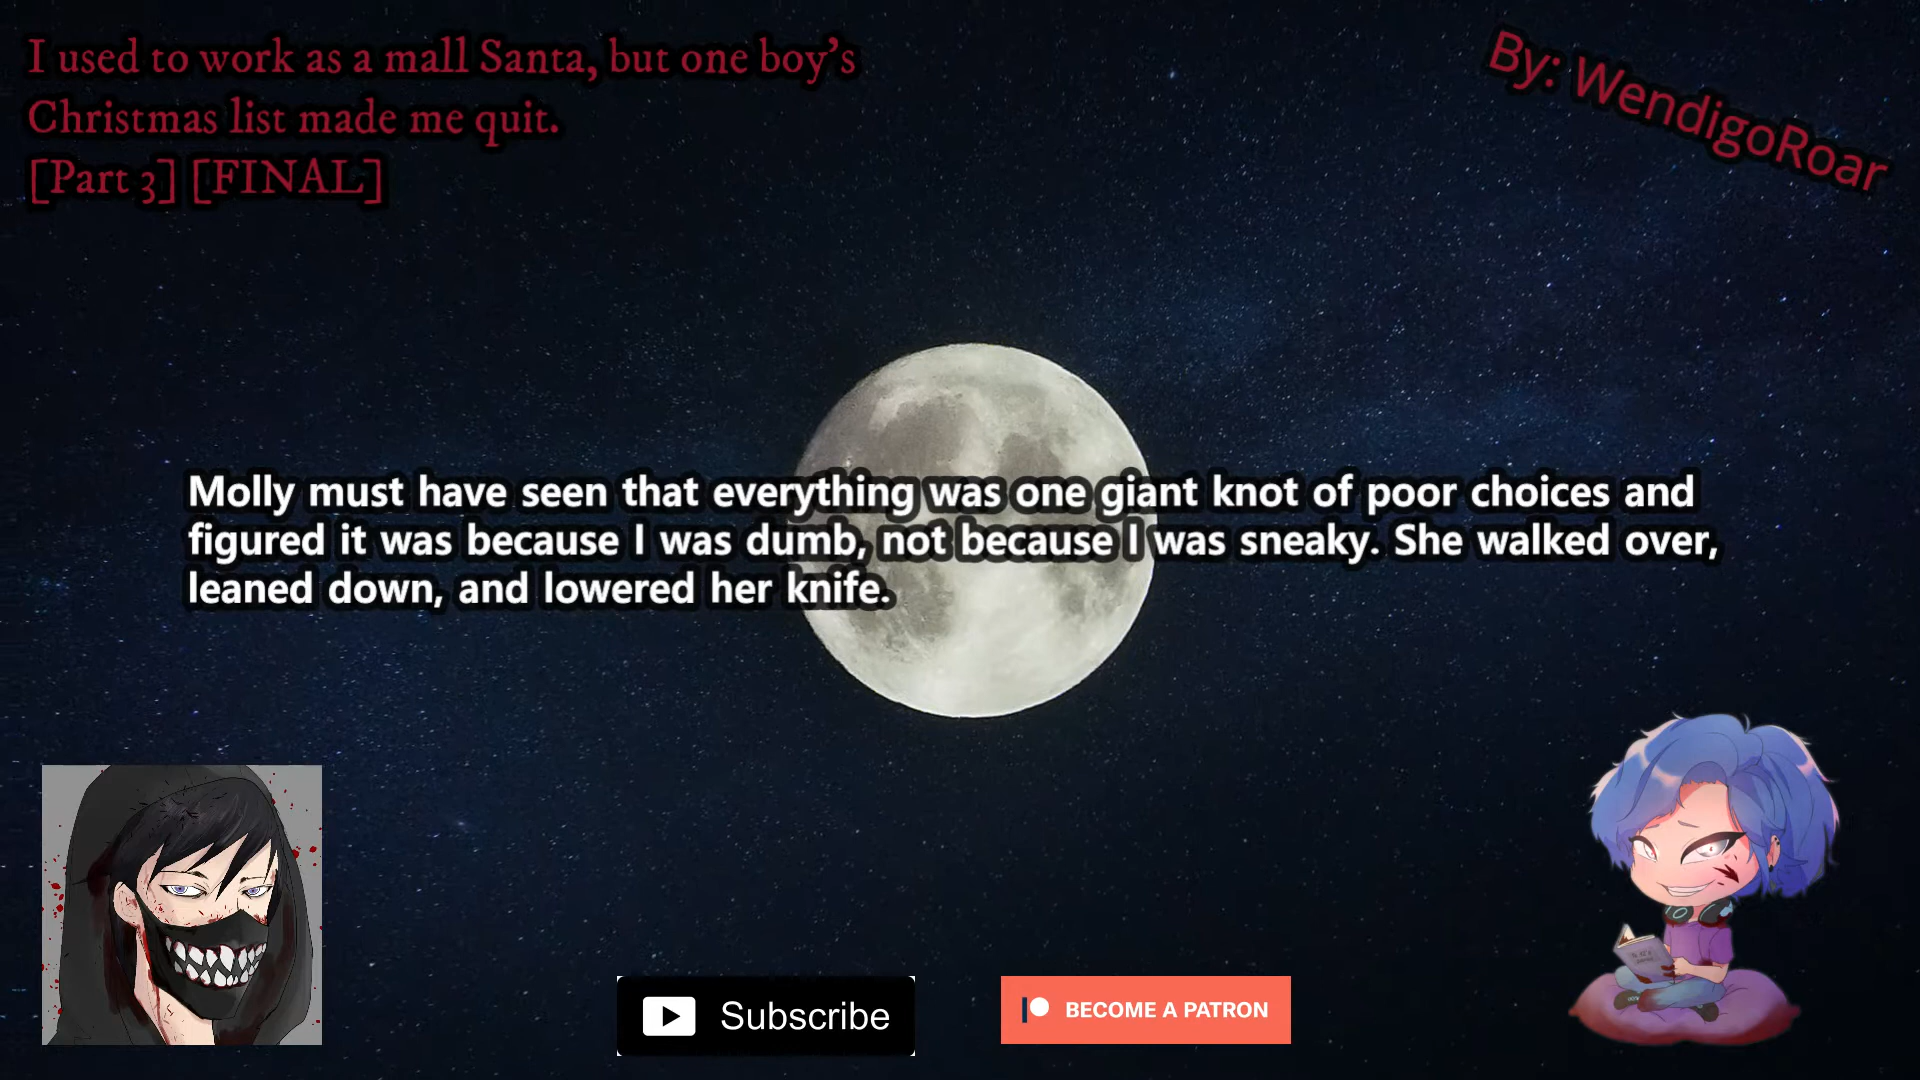 I used to work as a mall Santa, but one boy's
Christmas list made me quit.
[Part 3] [FINAL]
By: WendigoRoar
Molly must have seen that everything was one giant knot of poor choices and
figured it was because I was dumb, not because I was sneaky. She walked over,
leaned down, and lowered her knife.
Subscribe
BECOME A PATRON